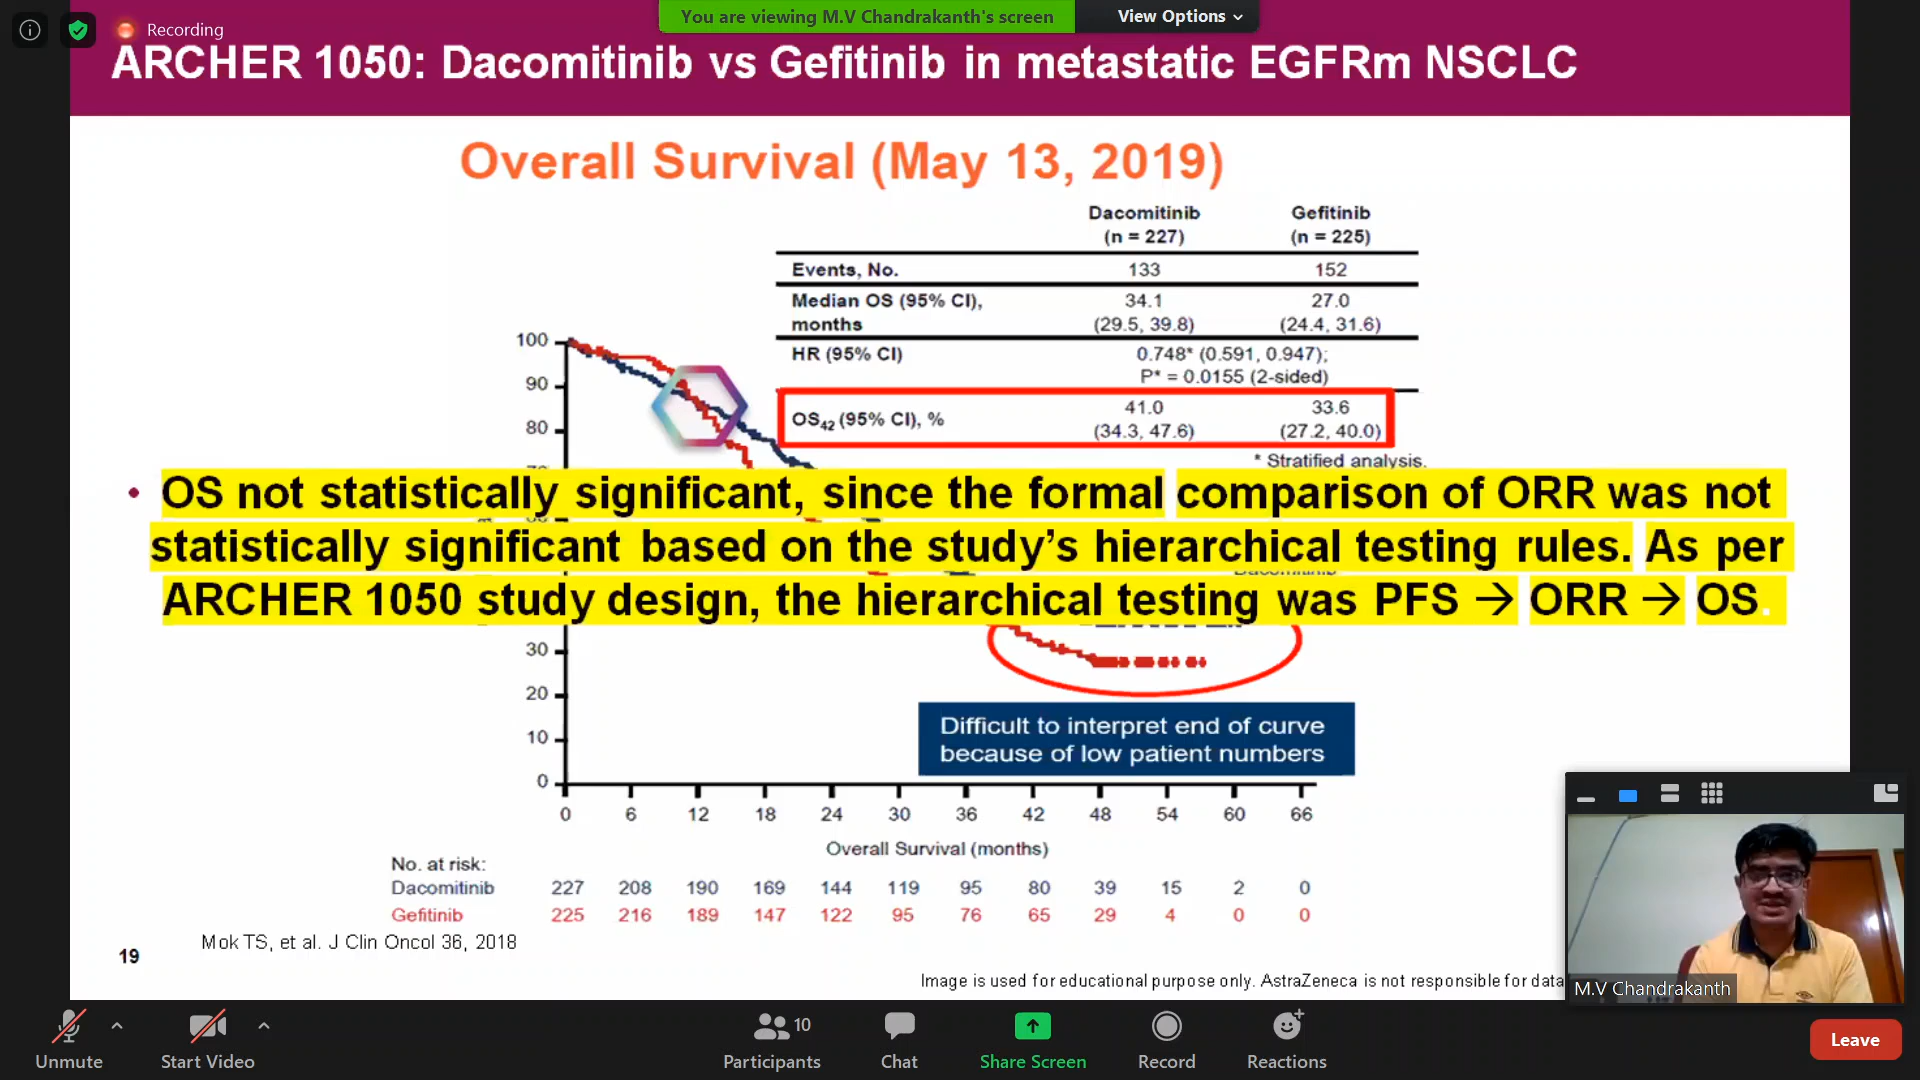 Recording
You are viewing M.V Chandrakanth's screen
View Options
ARCHER 1050: Dacomitinib vs Gefitinib in metastatic EGFRm NSCLC
Overall Survival (May 13, 2019)
Dacomitinib Gefitinib
(n = 227) (n = 225)
Events, No. 133 152
Median OS (95% CI), 34.1 27.0
months (29.5, 39.8) (24.4, 31.6)
HR (95% CI) 0.748* (0.591, 0.947);
P* = 0.0155 (2-sided)
OS42 (95% CI), % 41.0 33.6
(34.3, 47.6) (27.2, 40.0)
* Stratified analysis.
100
90
80
• OS not statistically significant, since the formal comparison of ORR was not
statistically significant based on the study's hierarchical testing rules. As per
ARCHER 1050 study design, the hierarchical testing was PFS → ORR → OS.
30
20
10
0
Difficult to interpret end of curve
because of low patient numbers
0 6 12 18 24 30 36 42 48 54 60 66
Overall Survival (months)
No. at risk:
Dacomitinib 227 208 190 169 144 119 95 80 39 15 2 0
Gefitinib 225 216 189 147 122 95 76 65 29 4 0 0
Mok TS, et al. J Clin Oncol 36, 2018
19
Image is used for educational purpose only. AstraZeneca is not responsible for data
M.V Chandrakanth
Unmute
Start Video
10
Participants
Chat
Share Screen
Record
Reactions
Leave